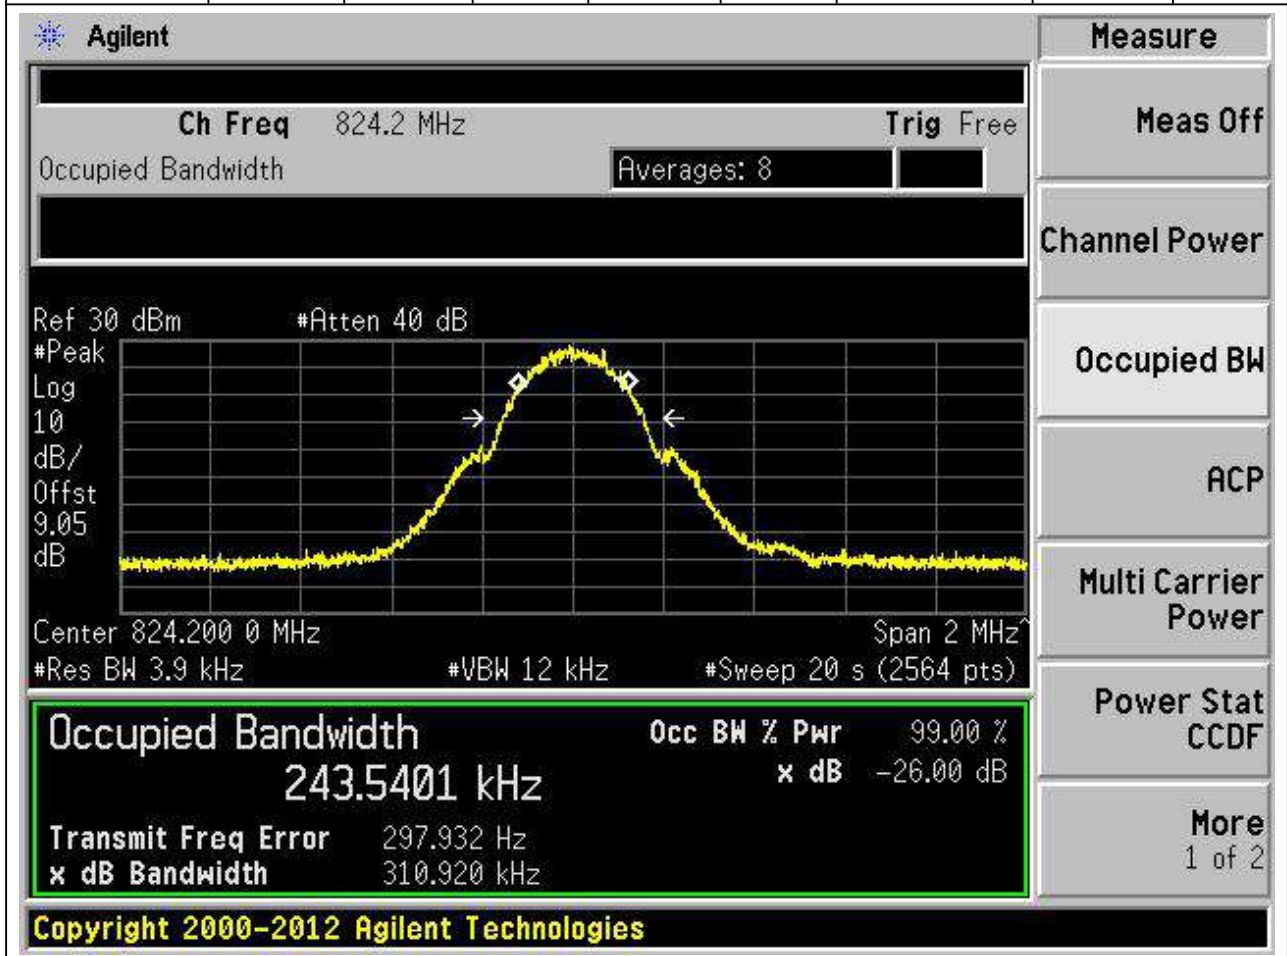 Agilent
Measure
Ch Freq 824.2 MHz Trig Free
Meas Off
Occupied Bandwidth Averages: 8
Channel Power
Ref 30 dBm #Atten 40 dB
#Peak
Log
10
dB/
Offst
9.05
dB
Occupied BW
ACP
Center 824.200 0 MHz Span 2 MHz^
#Res BW 3.9 kHz #VBW 12 kHz #Sweep 20 s (2564 pts)
Multi Carrier
Power
Occupied Bandwidth Occ BW % Pwr 99.00 %
243.5401 kHz x dB -26.00 dB
Transmit Freq Error 297.932 Hz
x dB Bandwidth 310.920 kHz
Power Stat
CCDF
More
1 of 2
Copyright 2000-2012 Agilent Technologies